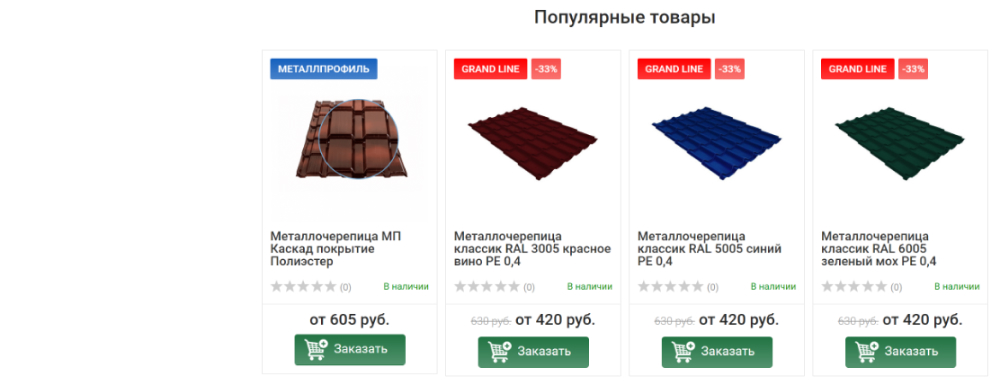 Популярные товары
МЕТАЛЛПРОФИЛЬ
Металлочерепица МП
Каскад покрытие
Полиэстер
(0) В наличии
от 605 руб.
Заказать
GRAND LINE -33%
Металлочерепица
классик RAL 3005 красное
вино PE 0,4
(0) В наличии
630 руб. от 420 руб.
Заказать
GRAND LINE -33%
Металлочерепица
классик RAL 5005 синий
PE 0,4
(0) В наличии
630 руб. от 420 руб.
Заказать
GRAND LINE -33%
Металлочерепица
классик RAL 6005
зеленый мох PE 0,4
(0) В наличии
630 руб. от 420 руб.
Заказать